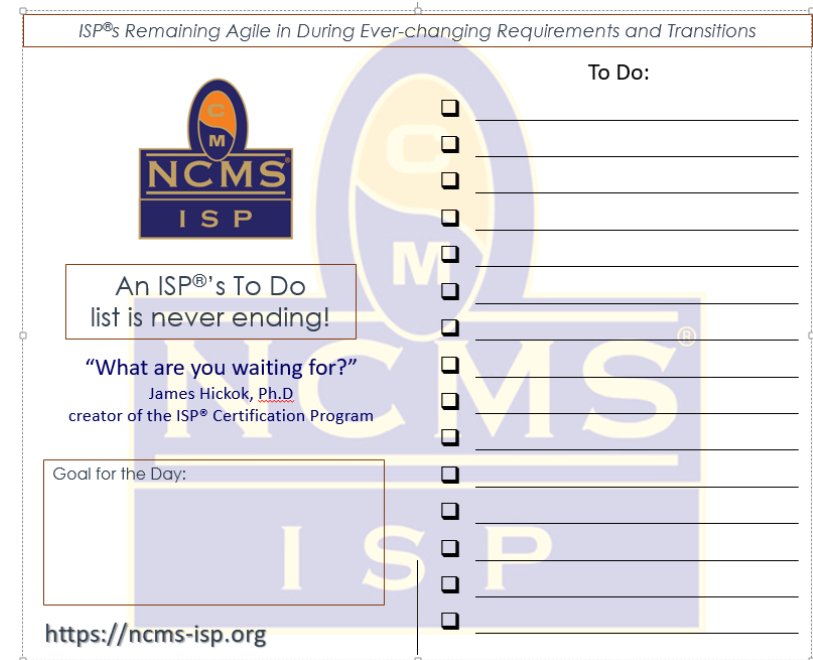 ISP®s Remaining Agile in During Ever-changing Requirements and Transitions
C
M
NCMS®
ISP
An ISP®’s To Do
list is never ending!
“What are you waiting for?”
James Hickok, Ph.D
creator of the ISP® Certification Program
Goal for the Day:
https://ncms-isp.org
To Do:
C
M
NCMS®
ISP